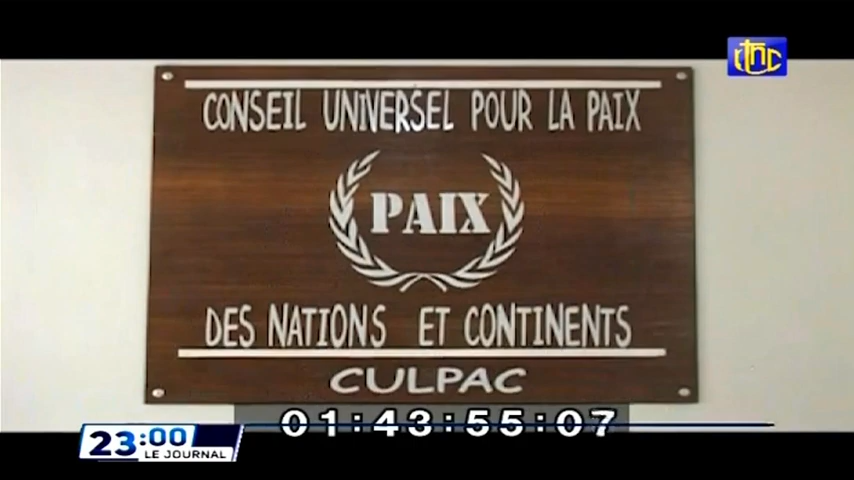 rtnc
CONSEIL UNIVERSEL POUR LA PAIX
PAIX
DES NATIONS ET CONTINENTS
CULPAC
01:43:55:07
23:00
LE JOURNAL